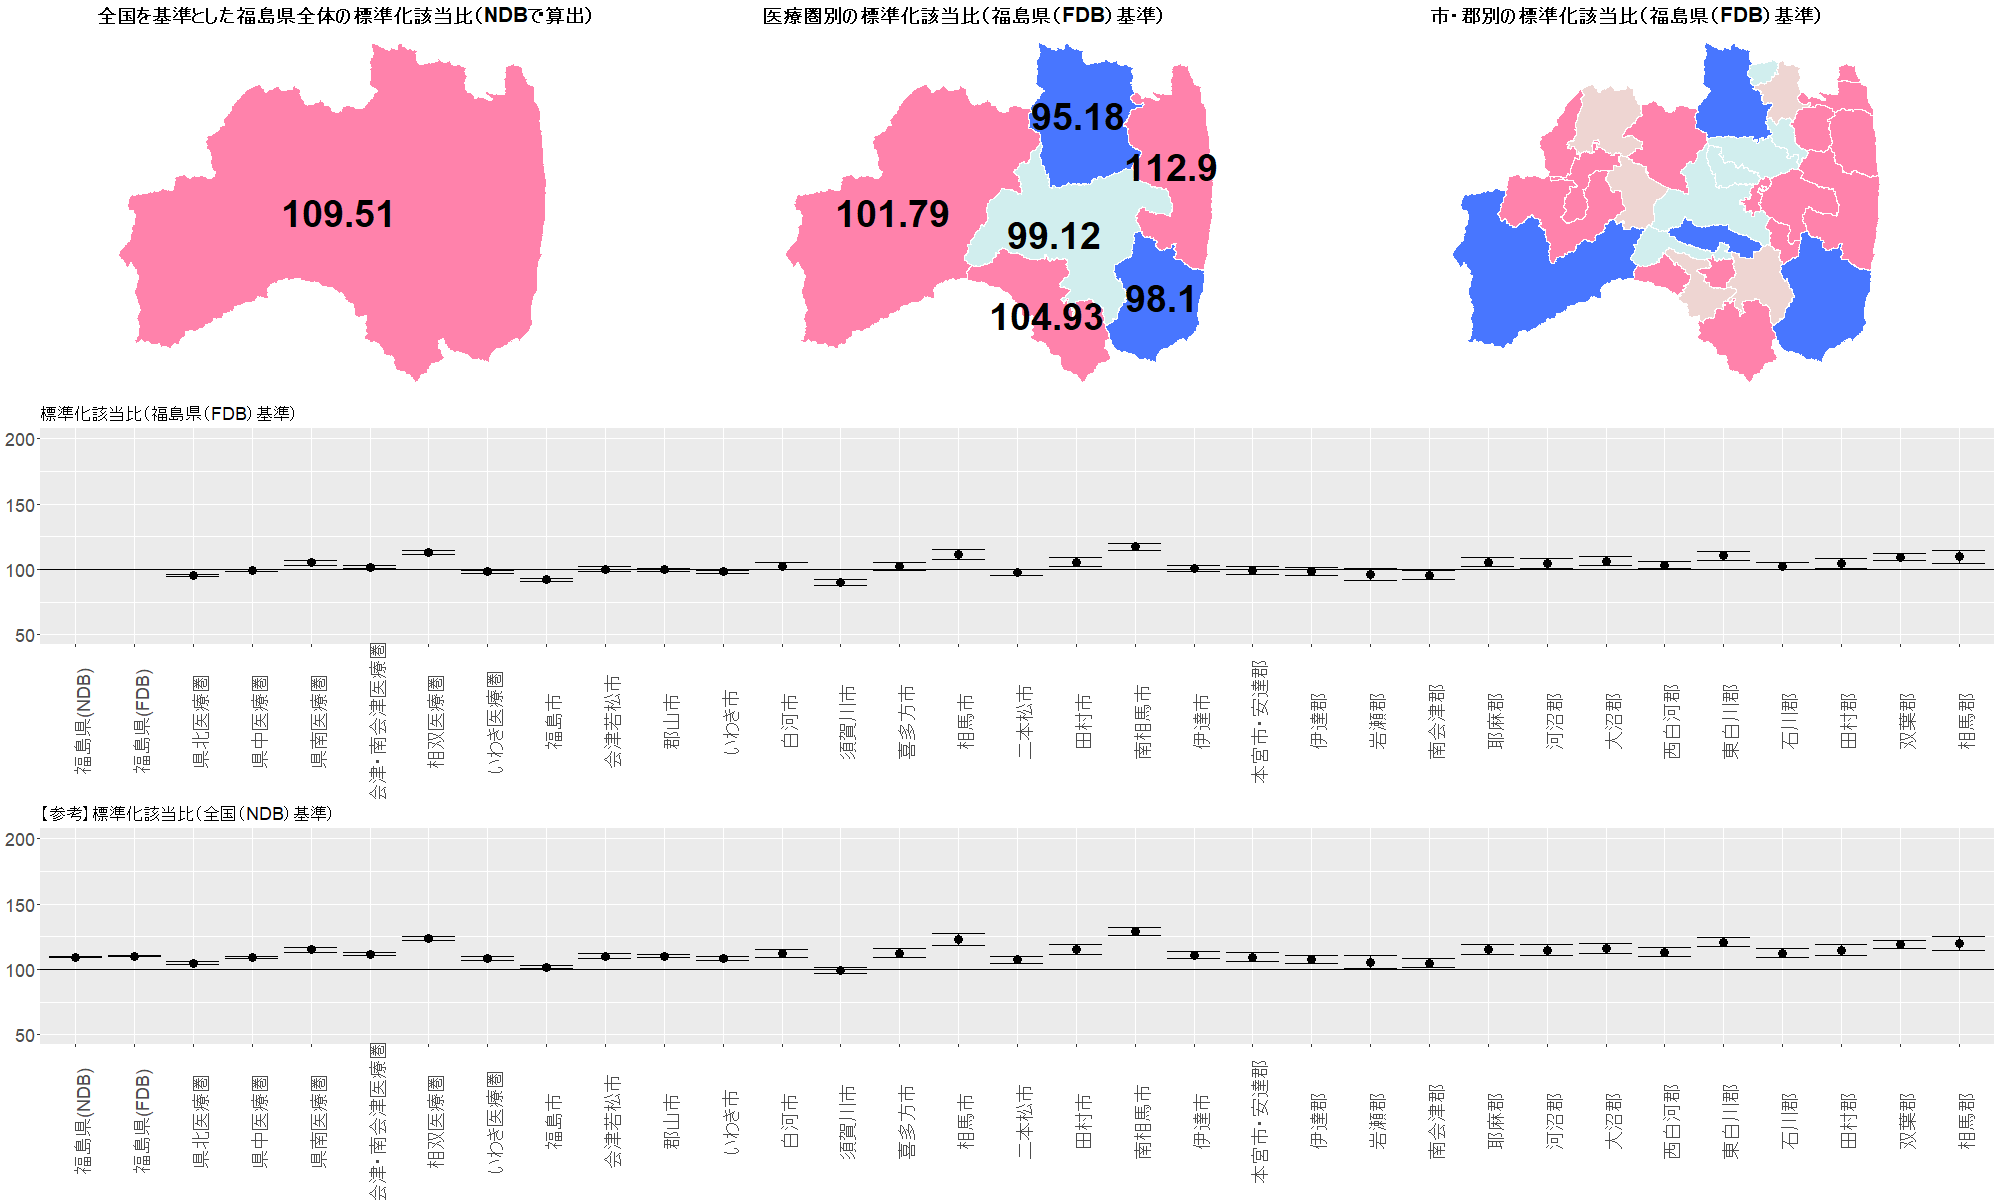 全国を基準とした福島県全体の標準化該当比（NDBで算出）
109.51
医療圏別の標準化該当比（福島県（FDB）基準）
95.18
112.9
101.79
99.12
98.1
104.93
市・郡別の標準化該当比（福島県（FDB）基準）
標準化該当比（福島県（FDB）基準）
200
150
100
50
福島県(NDB)
福島県(FDB)
県北医療圏
県中医療圏
県南医療圏
会津・南会津医療圏
相双医療圏
いわき医療圏
福島市
会津若松市
郡山市
いわき市
白河市
須賀川市
喜多方市
相馬市
二本松市
田村市
南相馬市
伊達市
本宮市・安達郡
伊達郡
岩瀬郡
南会津郡
耶麻郡
河沼郡
大沼郡
西白河郡
東白川郡
石川郡
田村郡
双葉郡
相馬郡
【参考】標準化該当比（全国（NDB）基準）
200
150
100
50
福島県(NDB)
福島県(FDB)
県北医療圏
県中医療圏
県南医療圏
会津・南会津医療圏
相双医療圏
いわき医療圏
福島市
会津若松市
郡山市
いわき市
白河市
須賀川市
喜多方市
相馬市
二本松市
田村市
南相馬市
伊達市
本宮市・安達郡
伊達郡
岩瀬郡
南会津郡
耶麻郡
河沼郡
大沼郡
西白河郡
東白川郡
石川郡
田村郡
双葉郡
相馬郡